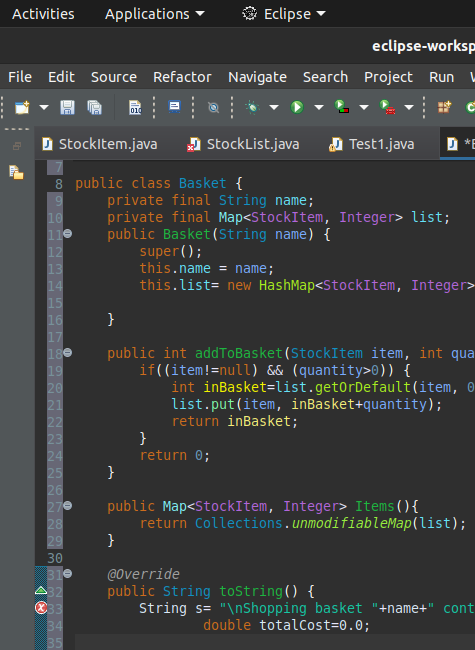 Activities Applications Eclipse
eclipse-worksp
File Edit Source Refactor Navigate Search Project Run
StockItem.java StockList.java Test1.java
7
8 public class Basket {
9 private final String name;
10 private final Map<StockItem, Integer> list;
11 public Basket(String name) {
12 super();
13 this.name = name;
14 this.list= new HashMap<StockItem, Integer>
15
16 }
17
18 public int addToBasket(StockItem item, int qua
19 if((item!=null) && (quantity>0)) {
20 int inBasket=list.getOrDefault(item, 0
21 list.put(item, inBasket+quantity);
22 return inBasket;
23 }
24 return 0;
25 }
26
27 public Map<StockItem, Integer> Items(){
28 return Collections.unmodifiableMap(list);
29 }
30
31 @Override
32 public String toString() {
33 String s= "\nShopping basket "+name+" cont
34 double totalCost=0.0;
35